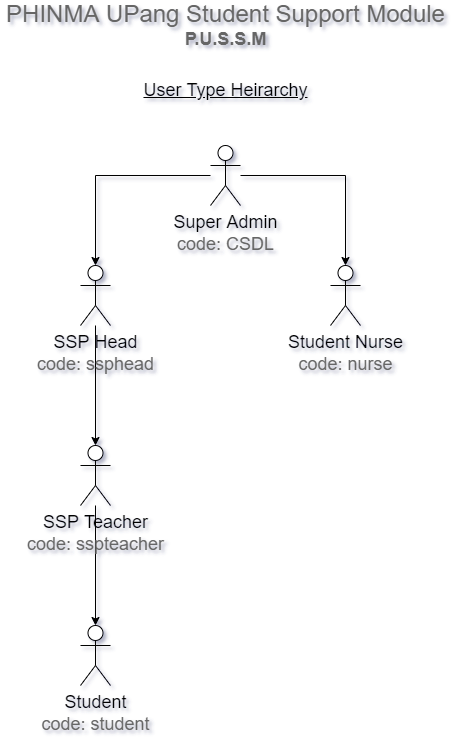 PHINMA UPang Student Support Module
P.U.S.S.M
User Type Heirarchy
Super Admin
code: CSDL
SSP Head
code: ssphead
Student Nurse
code: nurse
SSP Teacher
code: sspteacher
Student
code: student